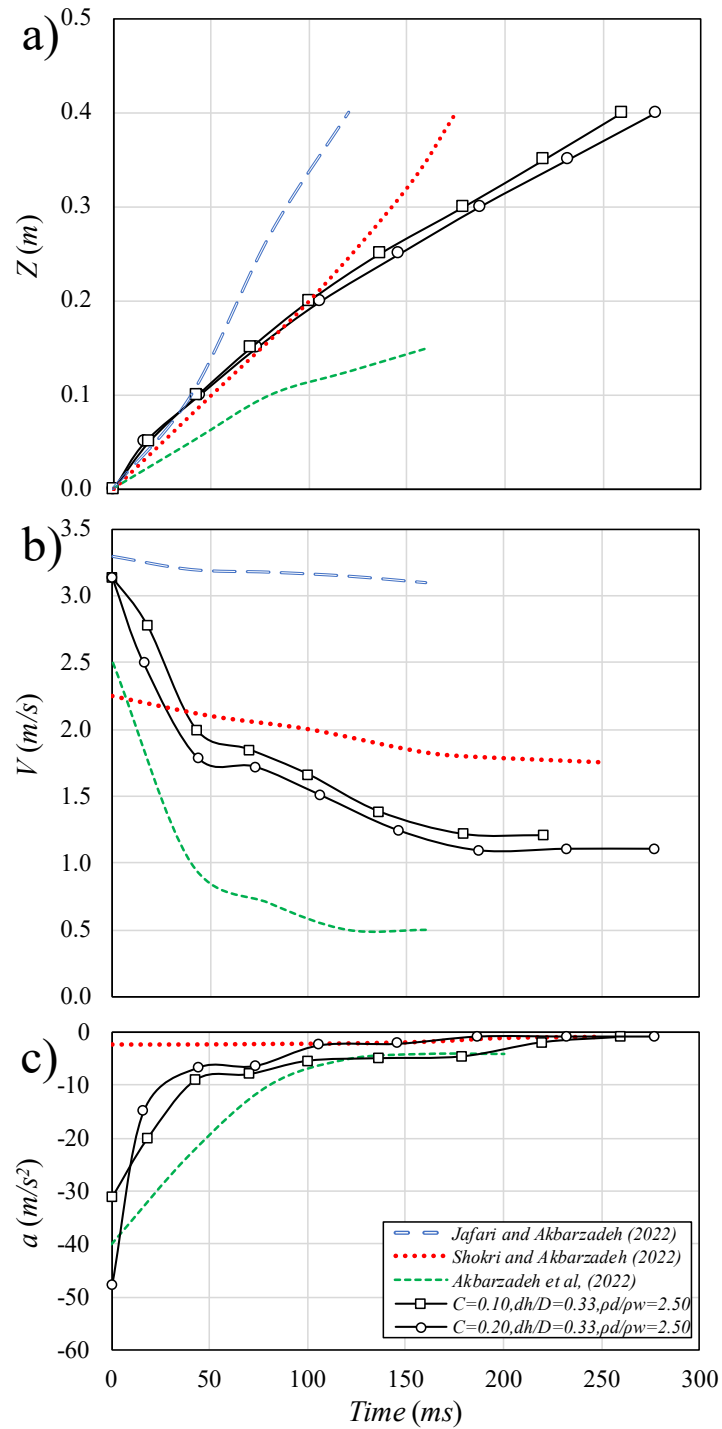 a)
0.5
0.4
0.3
0.2
0.1
0.0
Z (m)
b)
3.5
3.0
2.5
2.0
1.5
1.0
0.5
0.0
V (m/s)
c)
0
-10
-20
-30
-40
-50
-60
a (m/s²)
Jafari and Akbarzadeh (2022)
Shokri and Akbarzadeh (2022)
Akbarzadeh et al, (2022)
C=0.10,dh/D=0.33,ρd/ρw=2.50
C=0.20,dh/D=0.33,ρd/ρw=2.50
0 50 100 150 200 250 300
Time (ms)